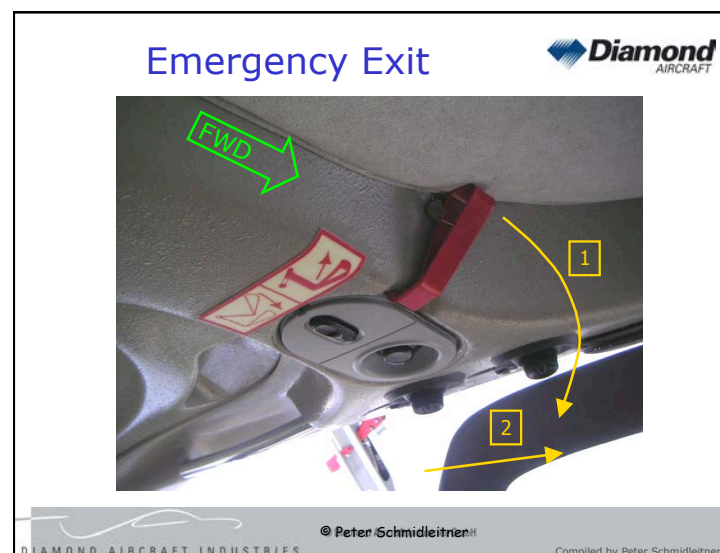 Emergency Exit
Diamond
AIRCRAFT
FWD
1
2
© Peter Schmidleitner
DIAMOND AIRCRAFT INDUSTRIES
Compiled by Peter Schmidleitner